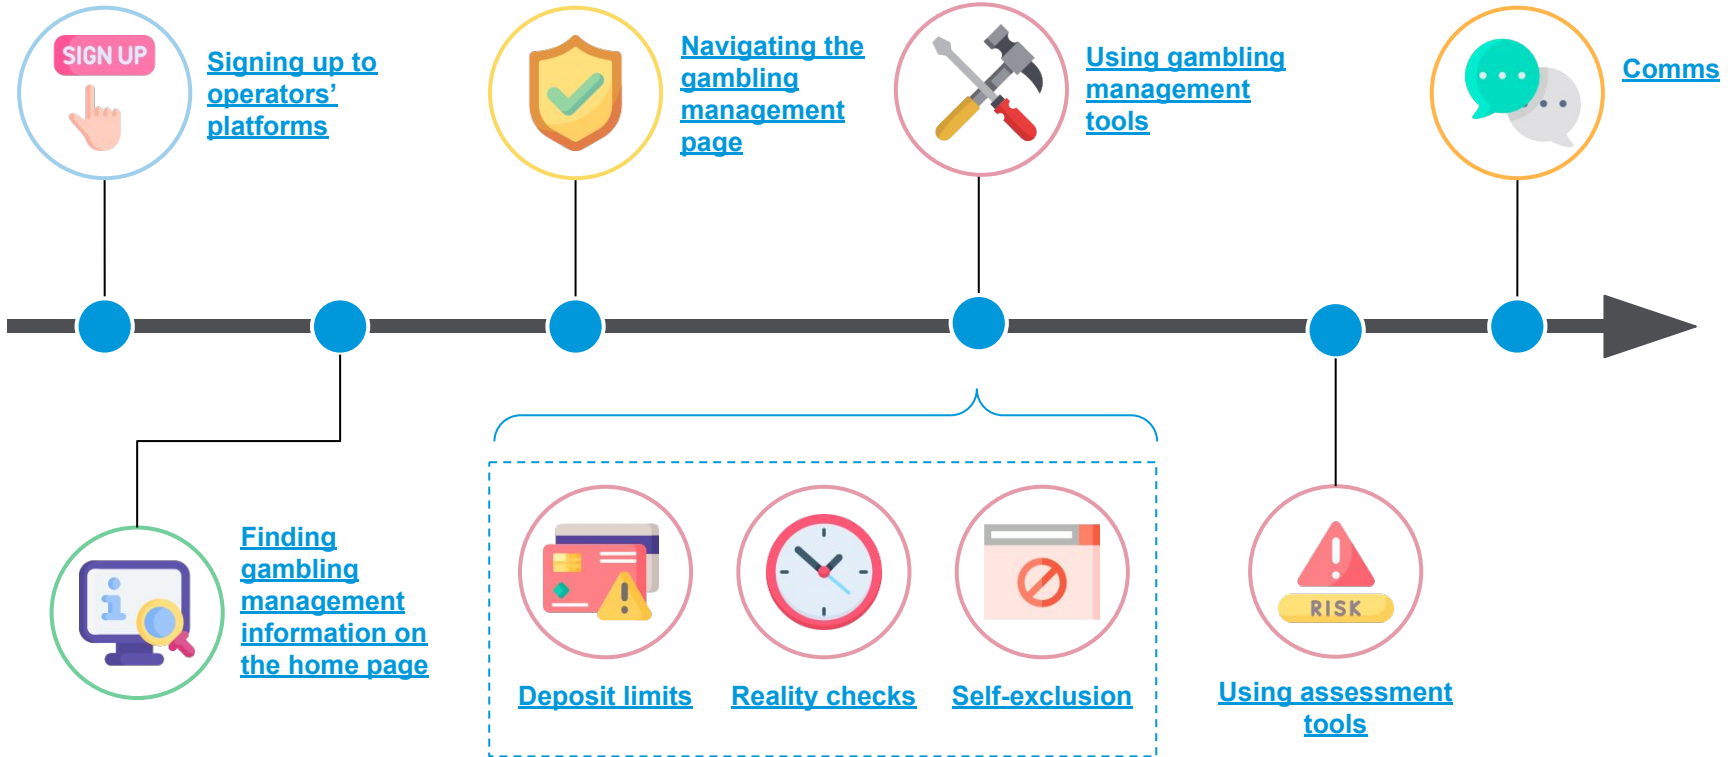 SIGN UP
Signing up to
operators’
platforms
Navigating the
gambling
management
page
Using gambling
management
tools
Comms
Finding
gambling
management
information on
the home page
Deposit limits
Reality checks
Self-exclusion
RISK
Using assessment
tools